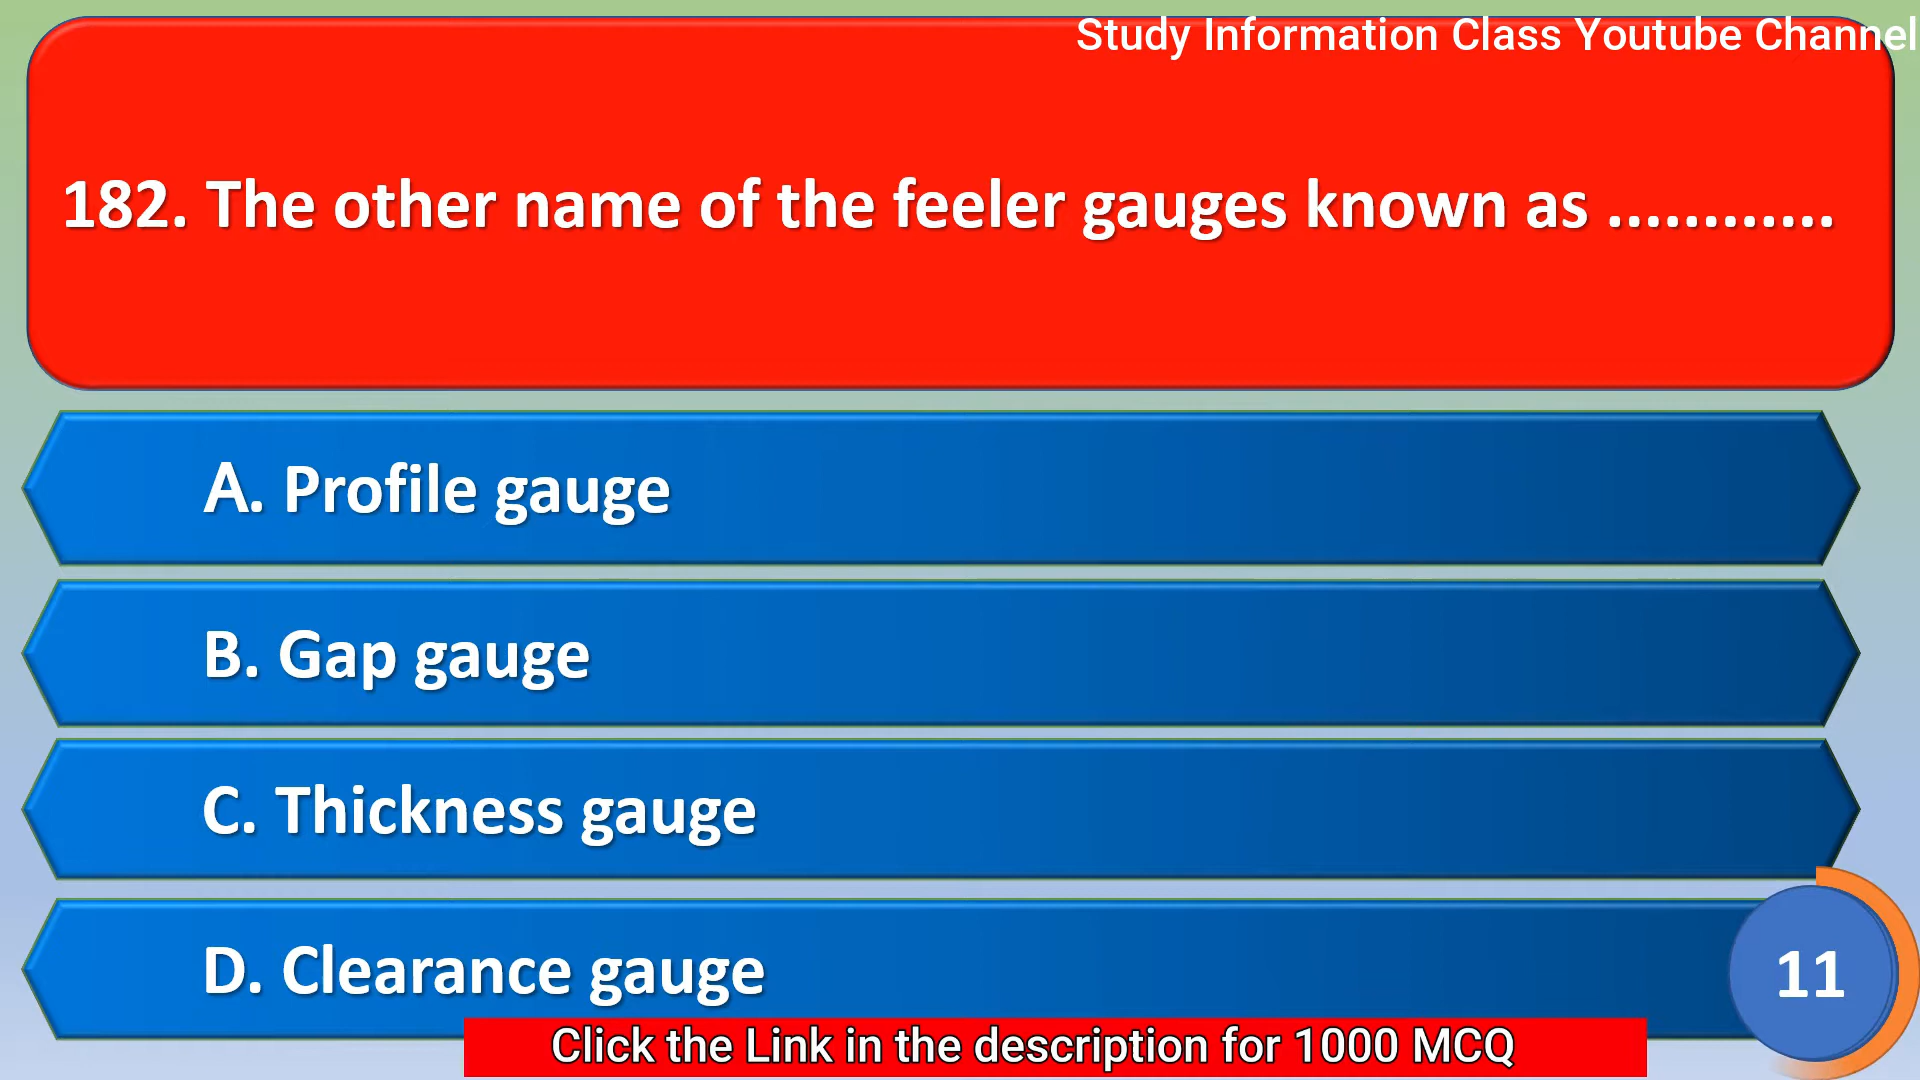 Study Information Class Youtube Channel
182. The other name of the feeler gauges known as ............
A. Profile gauge
B. Gap gauge
C. Thickness gauge
D. Clearance gauge
11
Click the Link in the description for 1000 MCQ